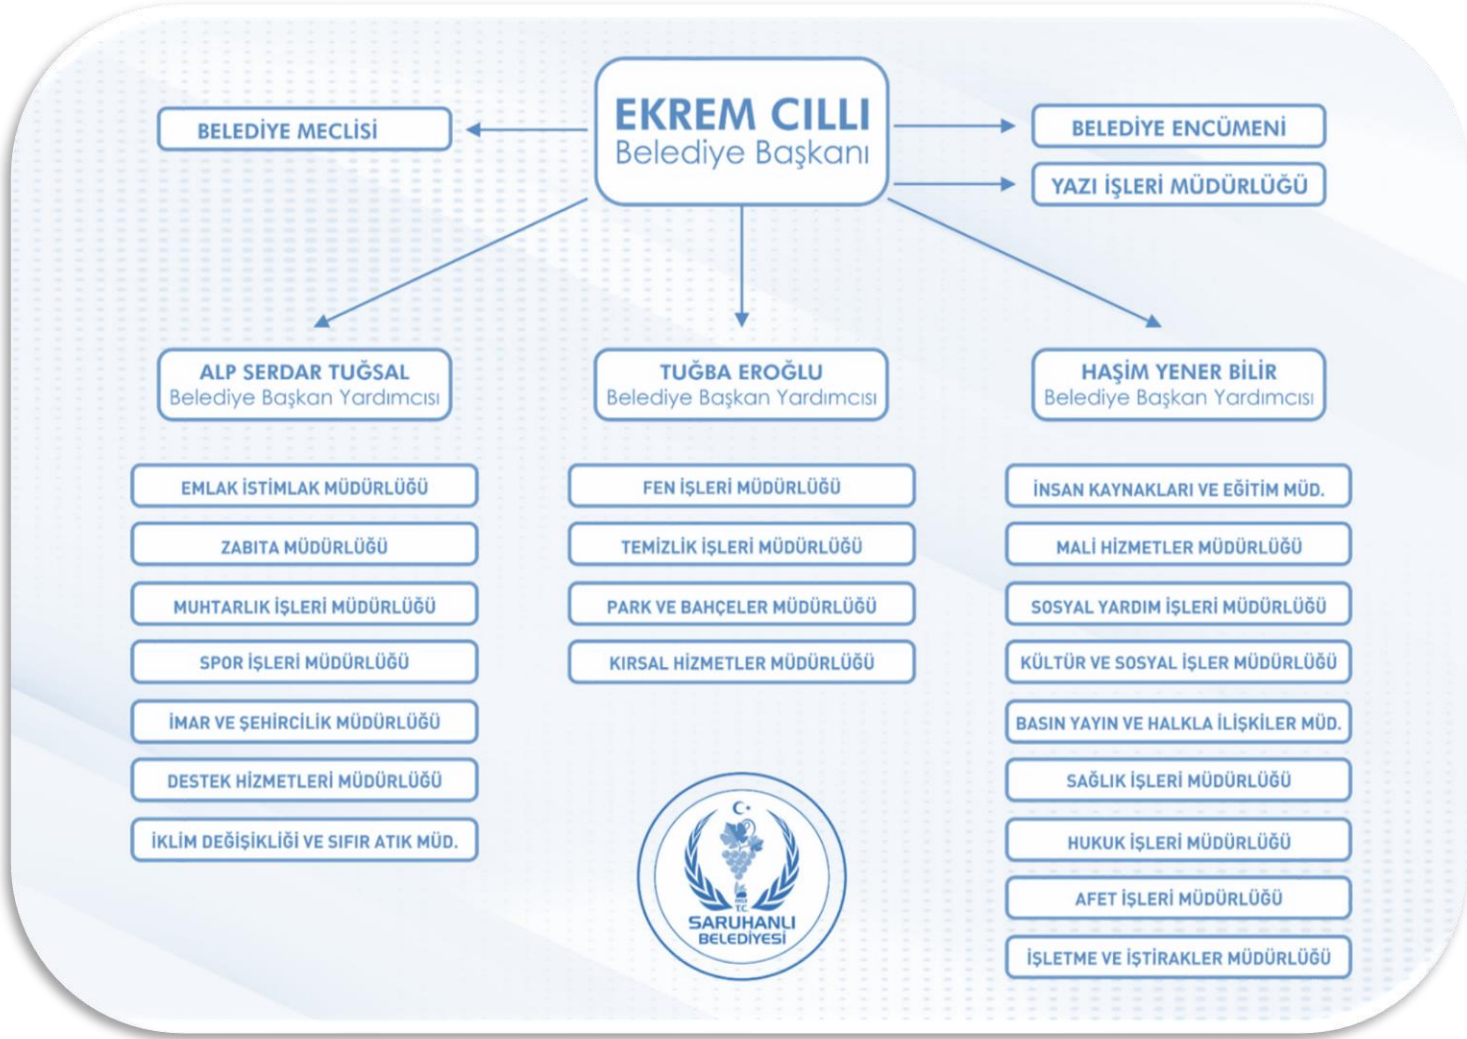 EKREM CILLI
Belediye Başkanı
BELEDİYE MECLİSİ
BELEDİYE ENCÜMENİ
YAZI İŞLERİ MÜDÜRLÜĞÜ
ALP SERDAR TUĞSAL
Belediye Başkan Yardımcısı
EMLAK İSTİMLAK MÜDÜRLÜĞÜ
ZABITA MÜDÜRLÜĞÜ
MUHTARLIK İŞLERİ MÜDÜRLÜĞÜ
SPOR İŞLERİ MÜDÜRLÜĞÜ
İMAR VE ŞEHİRCİLİK MÜDÜRLÜĞÜ
DESTEK HİZMETLERİ MÜDÜRLÜĞÜ
İKLİM DEĞİŞİKLİĞİ VE SIFIR ATIK MÜD.
TUĞBA EROĞLU
Belediye Başkan Yardımcısı
FEN İŞLERİ MÜDÜRLÜĞÜ
TEMİZLİK İŞLERİ MÜDÜRLÜĞÜ
PARK VE BAHÇELER MÜDÜRLÜĞÜ
KIRSAL HİZMETLER MÜDÜRLÜĞÜ
HAŞİM YENER BİLİR
Belediye Başkan Yardımcısı
İNSAN KAYNAKLARI VE EĞİTİM MÜD.
MALİ HİZMETLER MÜDÜRLÜĞÜ
SOSYAL YARDIM İŞLERİ MÜDÜRLÜĞÜ
KÜLTÜR VE SOSYAL İŞLER MÜDÜRLÜĞÜ
BASIN YAYIN VE HALKLA İLİŞKİLER MÜD.
SAĞLIK İŞLERİ MÜDÜRLÜĞÜ
HUKUK İŞLERİ MÜDÜRLÜĞÜ
AFET İŞLERİ MÜDÜRLÜĞÜ
İŞLETME VE İŞTİRAKLER MÜDÜRLÜĞÜ
T.C.
SARUHANLI
BELEDİYESİ